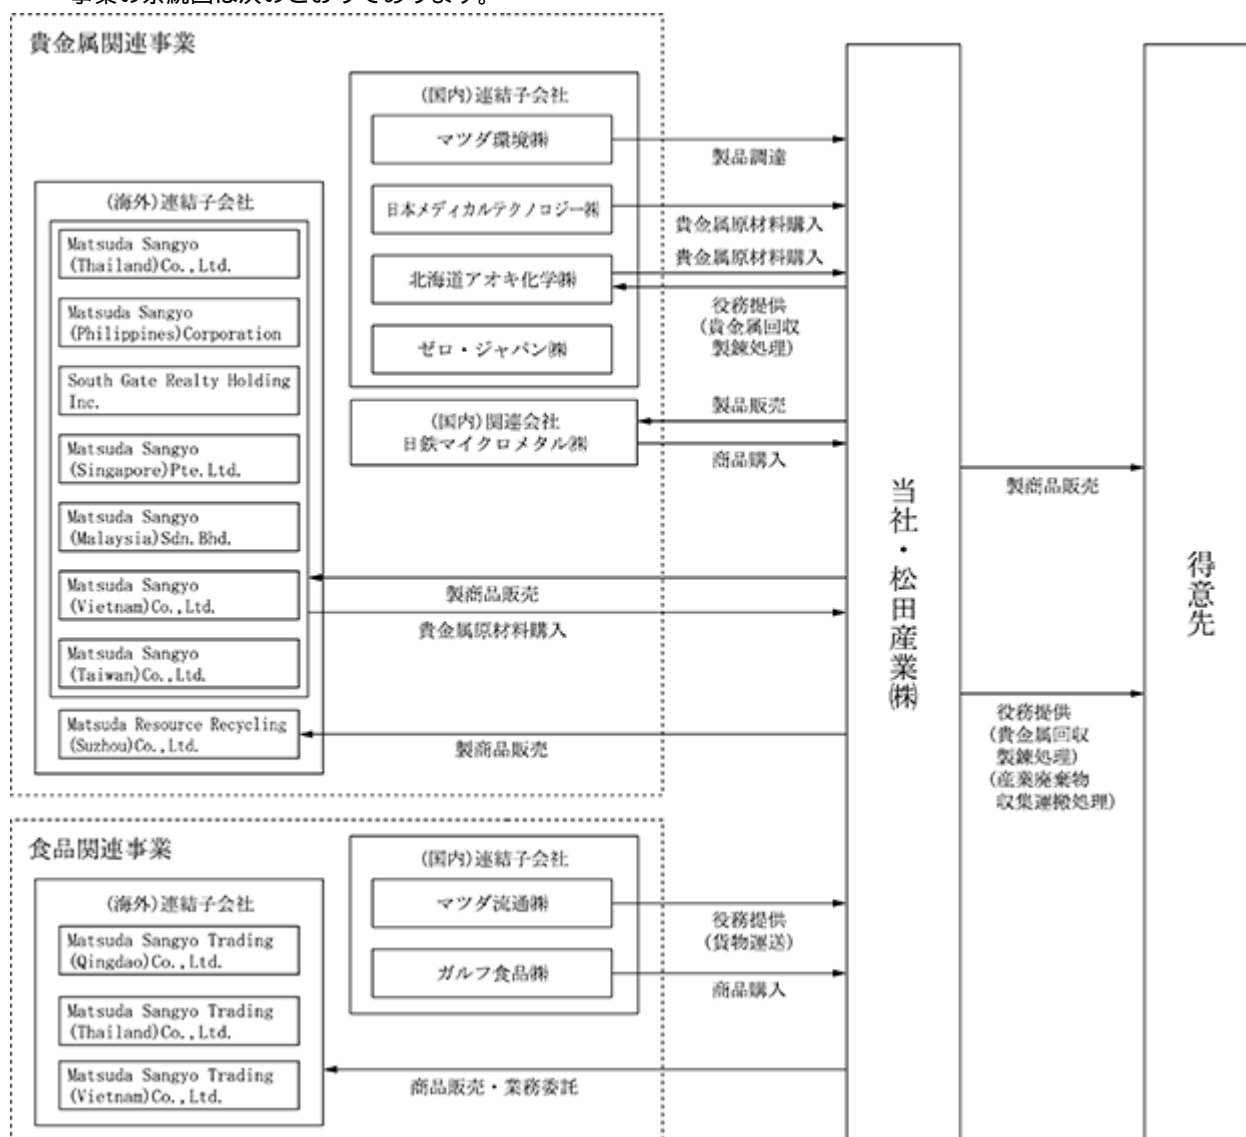 事業の系統図は次のとおりであります。
貴金属関連事業
(国内)連結子会社
マツダ環境㈱
製品調達
日本メディカルテクノロジー㈱
貴金属原材料購入
北海道アオキ化学㈱
貴金属原材料購入
役務提供
(貴金属回収
製錬処理)
ゼロ・ジャパン㈱
(国内)関連会社
日鉄マイクロメタル㈱
製品販売
商品購入
(海外)連結子会社
Matsuda Sangyo
(Thailand)Co.,Ltd.
Matsuda Sangyo
(Philippines)Corporation
South Gate Realty Holding
Inc.
Matsuda Sangyo
(Singapore)Pte.Ltd.
Matsuda Sangyo
(Malaysia)Sdn.Bhd.
Matsuda Sangyo
(Vietnam)Co.,Ltd.
Matsuda Sangyo
(Taiwan)Co.,Ltd.
製商品販売
貴金属原材料購入
Matsuda Resource Recycling
(Suzhou)Co.,Ltd.
製商品販売
食品関連事業
(国内)連結子会社
マツダ流通㈱
役務提供
(貨物運送)
ガルフ食品㈱
商品購入
(海外)連結子会社
Matsuda Sangyo Trading
(Qingdao)Co.,Ltd.
Matsuda Sangyo Trading
(Thailand)Co.,Ltd.
Matsuda Sangyo Trading
(Vietnam)Co.,Ltd.
商品販売・業務委託
当社・松田産業㈱
製商品販売
役務提供
(貴金属回収
製錬処理)
(産業廃棄物
収集運搬処理)
得意先